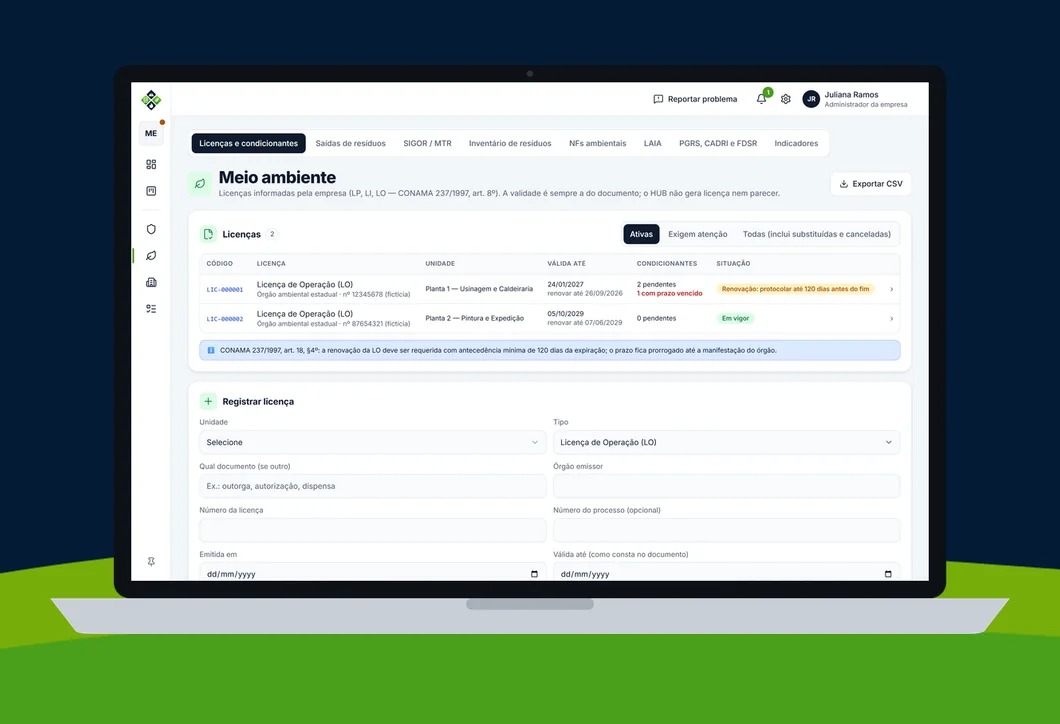 Reportar problema
1
JR
Juliana Ramos
Administrador da empresa
ME
Licenças e condicionantes
Saídas de resíduos
SIGOR / MTR
Inventário de resíduos
NFs ambientais
LAIA
PGRS, CADRI e FDSR
Indicadores
Meio ambiente
Licenças informadas pela empresa (LP, LI, LO — CONAMA 237/1997, art. 8º). A validade é sempre a do documento; o HUB não gera licença nem parecer.
Exportar CSV
Licenças 2
Ativas
Exigem atenção
Todas (inclui substituídas e canceladas)
CÓDIGO LICENÇA UNIDADE VÁLIDA ATÉ CONDICIONANTES SITUAÇÃO
LIC-000001 Licença de Operação (LO) Planta 1 — Usinagem e Caldeiraria 24/01/2027 2 pendentes Renovação: protocolar até 120 dias antes do fim
Órgão ambiental estadual · nº 12345678 (fictícia) renovar até 26/09/2026 1 com prazo vencido
LIC-000002 Licença de Operação (LO) Planta 2 — Pintura e Expedição 05/10/2029 0 pendentes Em vigor
Órgão ambiental estadual · nº 87654321 (fictícia) renovar até 07/06/2029
CONAMA 237/1997, art. 18, §4º: a renovação da LO deve ser requerida com antecedência mínima de 120 dias da expiração; o prazo fica prorrogado até a manifestação do órgão.
Registrar licença
Unidade Tipo
Selecione Licença de Operação (LO)
Qual documento (se outro) Órgão emissor
Ex.: outorga, autorização, dispensa
Número da licença Número do processo (opcional)
Emitida em Válida até (como consta no documento)
dd/mm/yyyy dd/mm/yyyy